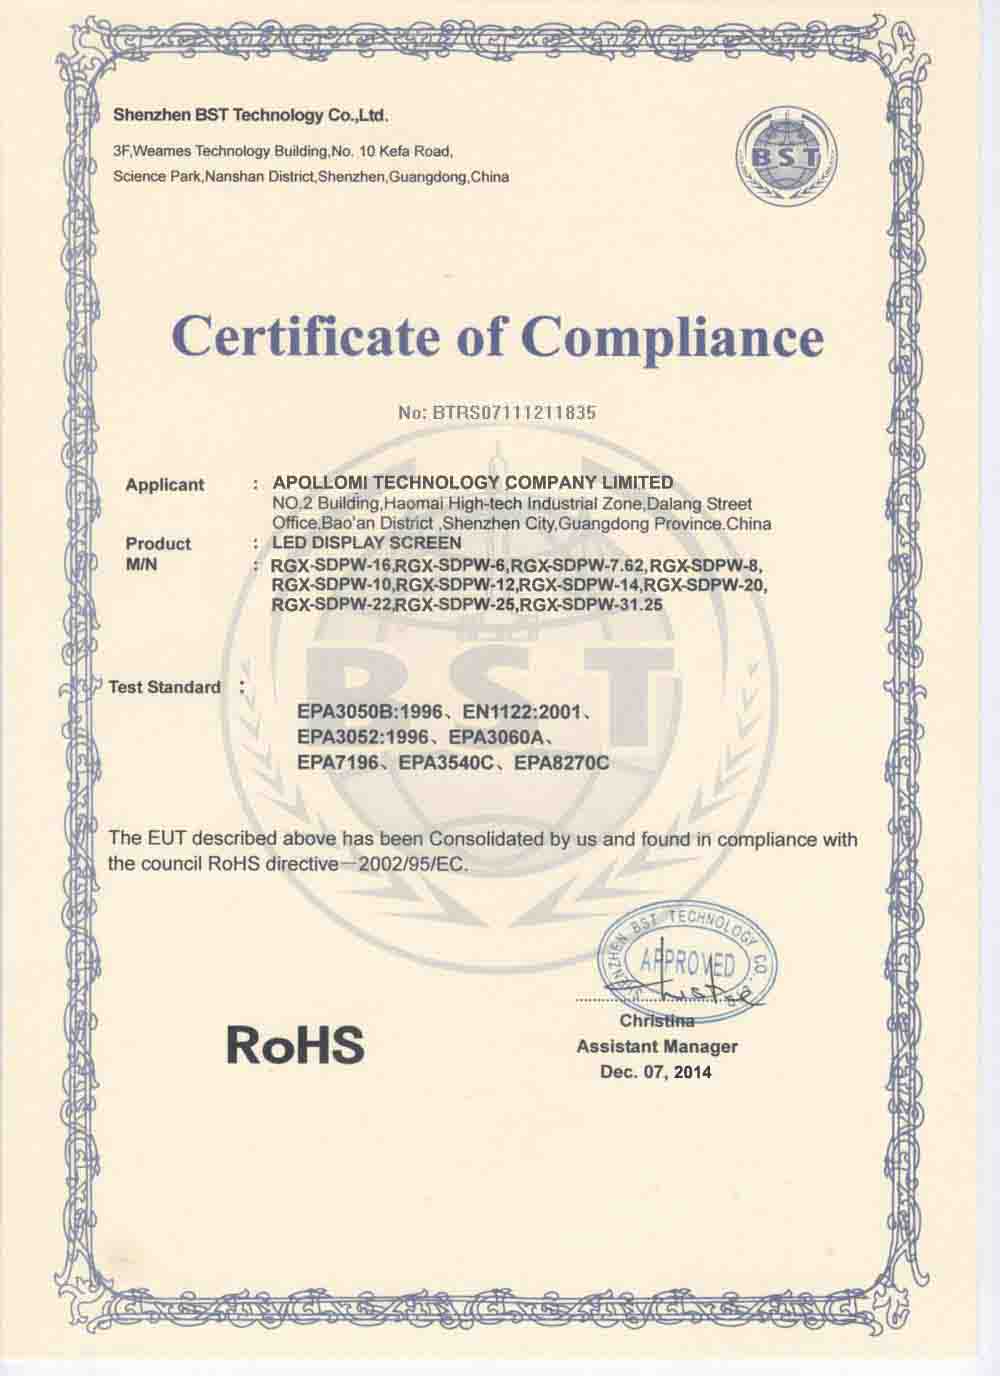 Shenzhen BST Technology Co.,Ltd.
3F,Weames Technology Building,No. 10 Kefa Road,
Science Park,Nanshan District,Shenzhen,Guangdong,China
BST
Certificate of Compliance
No: BTRS07111211835
Applicant : APOLLOMI TECHNOLOGY COMPANY LIMITED
NO.2 Building,Haomai High-tech Industrial Zone,Dalang Street
Office,Bao'an District ,Shenzhen City,Guangdong Province.China
Product : LED DISPLAY SCREEN
M/N : RGX-SDPW-16,RGX-SDPW-6,RGX-SDPW-7.62,RGX-SDPW-8,
RGX-SDPW-10,RGX-SDPW-12,RGX-SDPW-14,RGX-SDPW-20,
RGX-SDPW-22,RGX-SDPW-25,RGX-SDPW-31.25
BST
Test Standard :
EPA3050B:1996、EN1122:2001、
EPA3052:1996、EPA3060A、
EPA7196、EPA3540C、EPA8270C
The EUT described above has been Consolidated by us and found in compliance with
the council RoHS directive－2002/95/EC.
SHENZHEN BST TECHNOLOGY CO., LTD
APPROVED
Christina
Assistant Manager
Dec. 07, 2014
RoHS